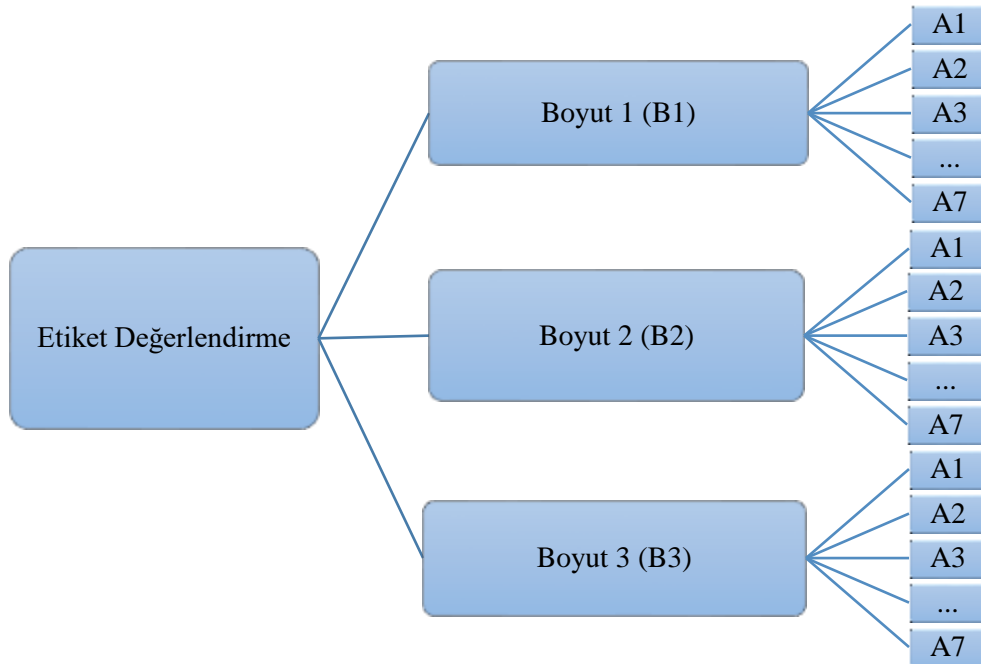 Etiket Değerlendirme
Boyut 1 (B1)
A1
A2
A3
...
A7
Boyut 2 (B2)
A1
A2
A3
...
A7
Boyut 3 (B3)
A1
A2
A3
...
A7